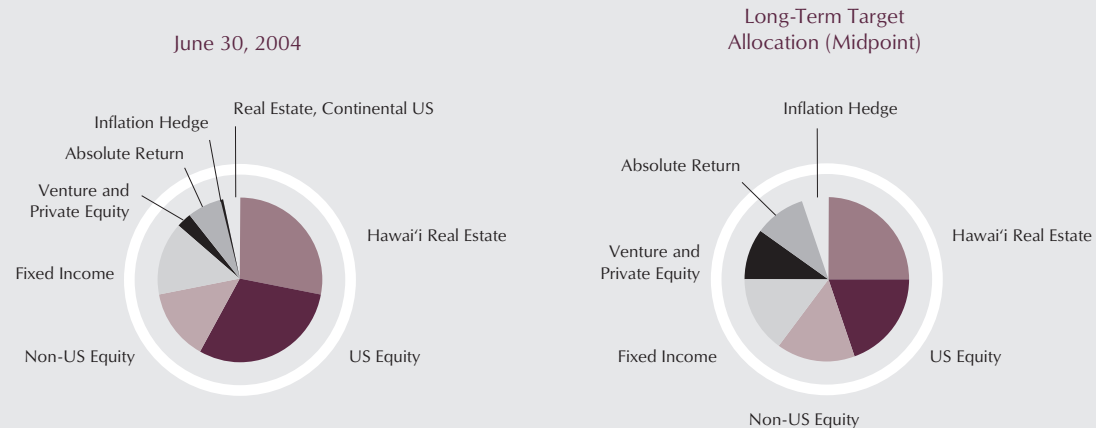 June 30, 2004
Real Estate, Continental US
Inflation Hedge
Absolute Return
Venture and
Private Equity
Hawai‘i Real Estate
Fixed Income
Non-US Equity
US Equity
Long-Term Target
Allocation (Midpoint)
Inflation Hedge
Absolute Return
Hawai‘i Real Estate
Venture and
Private Equity
Fixed Income
US Equity
Non-US Equity